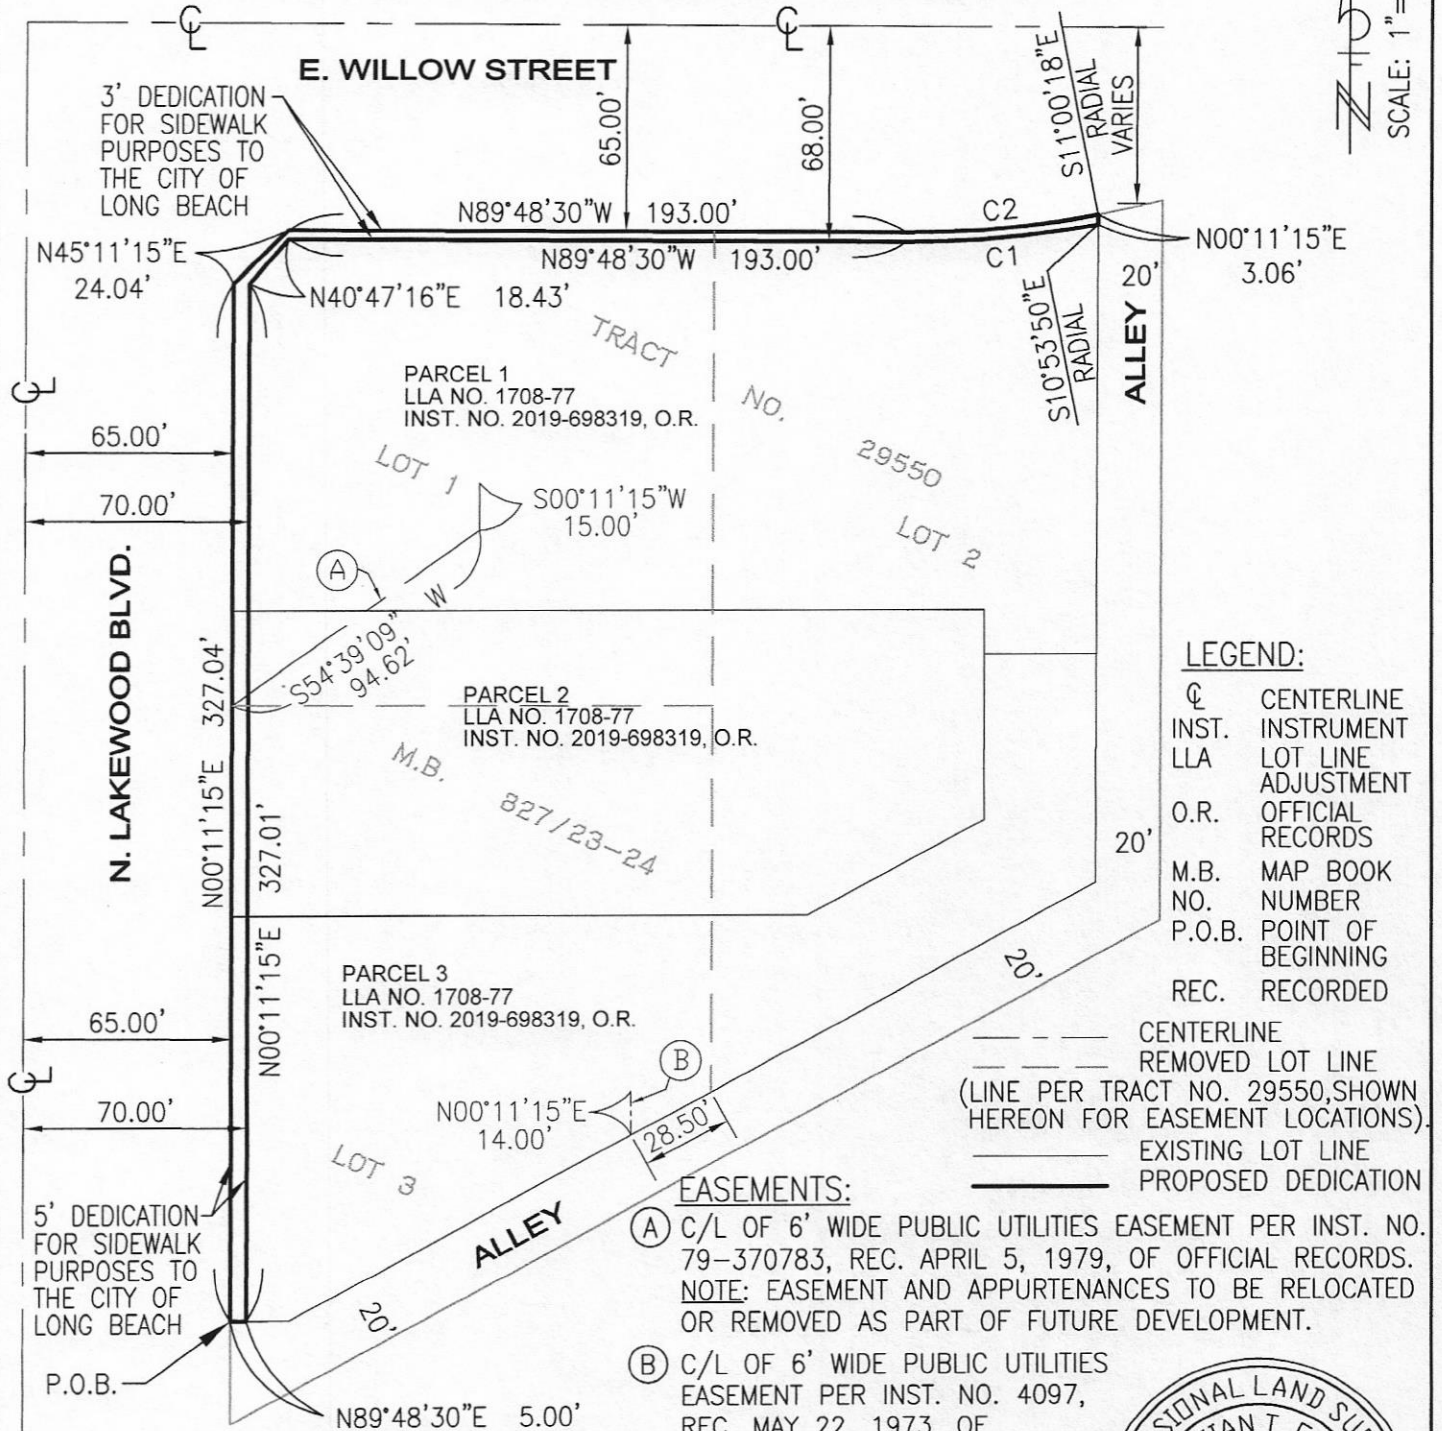 ℄
℄
E. WILLOW STREET
3' DEDICATION
FOR SIDEWALK
PURPOSES TO
THE CITY OF
LONG BEACH
65.00'
68.00'
S11°00'18"E
RADIAL
VARIES
SCALE: 1"=
N89°48'30"W 193.00'
C2
N45°11'15"E
24.04'
N89°48'30"W 193.00'
C1
N00°11'15"E
3.06'
N40°47'16"E 18.43'
S10°53'50"E
RADIAL
20'
ALLEY
TRACT
NO.
29550
PARCEL 1
LLA NO. 1708-77
INST. NO. 2019-698319, O.R.
℄
65.00'
70.00'
LOT 1
S00°11'15"W
15.00'
LOT 2
A
S54°39'09"
W
94.62'
N. LAKEWOOD BLVD.
N00°11'15"E 327.04'
N00°11'15"E 327.01'
PARCEL 2
LLA NO. 1708-77
INST. NO. 2019-698319, O.R.
M.B.
827/23-24
20'
20'
LEGEND:
℄ CENTERLINE
INST. INSTRUMENT
LLA LOT LINE
ADJUSTMENT
O.R. OFFICIAL
RECORDS
M.B. MAP BOOK
NO. NUMBER
P.O.B. POINT OF
BEGINNING
REC. RECORDED
CENTERLINE
REMOVED LOT LINE
(LINE PER TRACT NO. 29550,SHOWN
HEREON FOR EASEMENT LOCATIONS).
EXISTING LOT LINE
PROPOSED DEDICATION
PARCEL 3
LLA NO. 1708-77
INST. NO. 2019-698319, O.R.
65.00'
℄
70.00'
B
N00°11'15"E
14.00'
28.50'
LOT 3
ALLEY
20'
5' DEDICATION
FOR SIDEWALK
PURPOSES TO
THE CITY OF
LONG BEACH
P.O.B.
N89°48'30"E 5.00'
EASEMENTS:
A C/L OF 6' WIDE PUBLIC UTILITIES EASEMENT PER INST. NO.
79-370783, REC. APRIL 5, 1979, OF OFFICIAL RECORDS.
NOTE: EASEMENT AND APPURTENANCES TO BE RELOCATED
OR REMOVED AS PART OF FUTURE DEVELOPMENT.
B C/L OF 6' WIDE PUBLIC UTILITIES
EASEMENT PER INST. NO. 4097,
REC. MAY 22, 1973, OF
SIONAL LAND SU